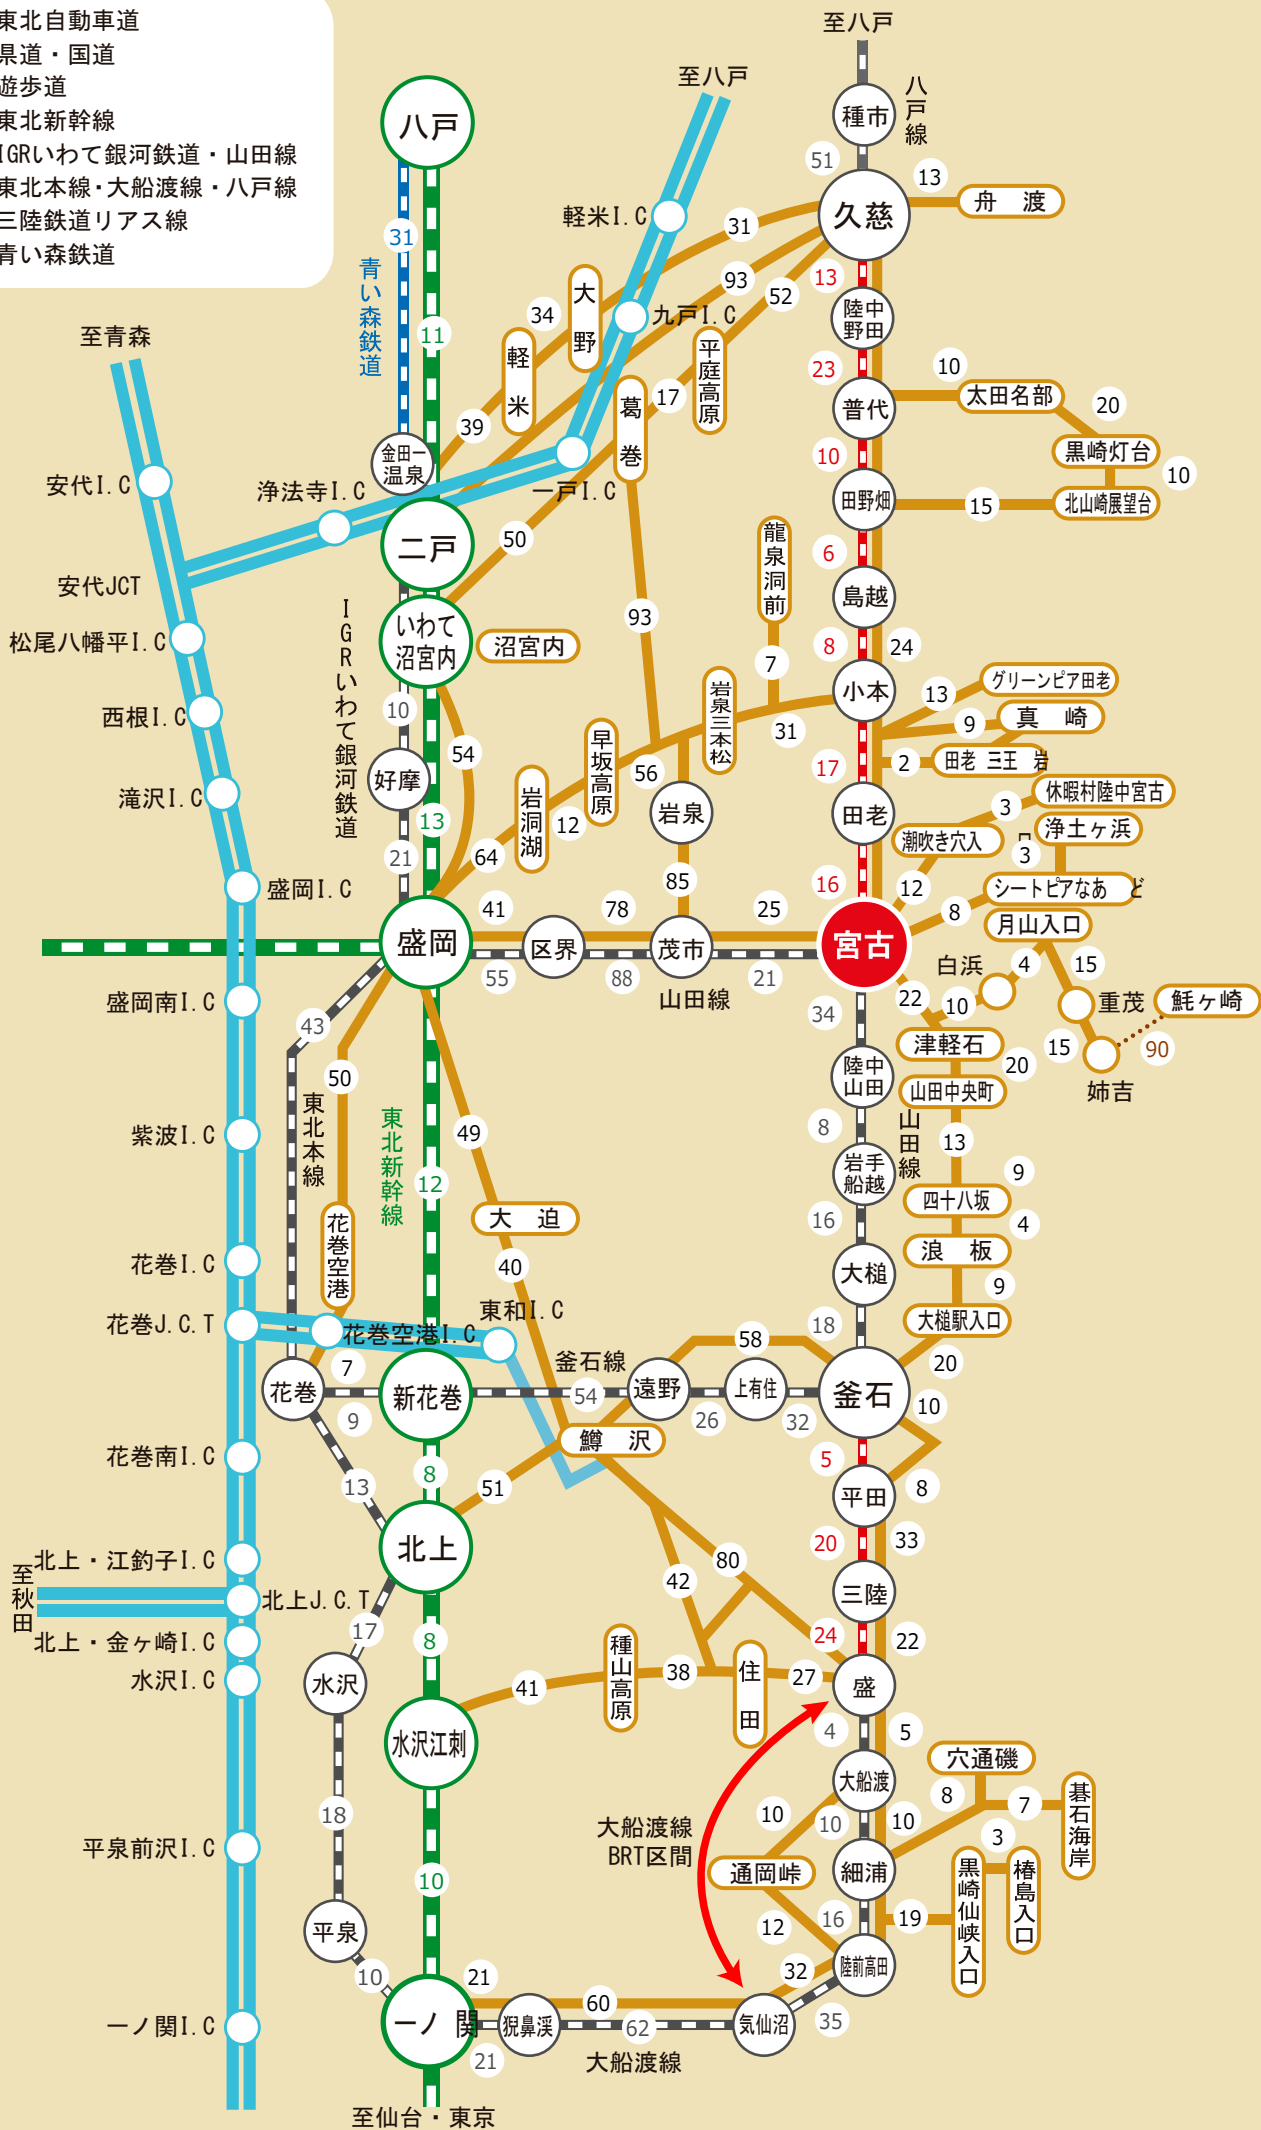 東北自動車道
県道・国道
遊歩道
東北新幹線
IGRいわて銀河鉄道・山田線
東北本線・大船渡線・八戸線
三陸鉄道リアス線
青い森鉄道
至八戸
種市
八戸線
51
13
久慈
舟 渡
至八戸
軽米I.C
31
八戸
31
青い森鉄道
11
大野
34
93
52
九戸I.C
13
陸中
野田
至青森
軽米
葛巻
平庭高原
17
39
23
普代
10
太田名部
20
黒崎灯台
10
金田一
温泉
安代I.C
浄法寺I.C
一戸I.C
10
田野畑
15
北山崎展望台
二戸
50
龍泉洞前
6
島越
安代JCT
松尾八幡平I.C
IGRいわて銀河鉄道
いわて
沼宮内
沼宮内
93
7
8
24
小本
西根I.C
10
岩泉三本松
31
13
グリーンピア田老
9
真 崎
54
早坂高原
56
17
2
田老 三王 岩
好摩
滝沢I.C
13
岩洞湖
12
岩泉
田老
3
休暇村陸中宮古
潮吹き穴入
口
浄土ヶ浜
3
21
64
85
16
12
シートピアなあ ど
盛岡I.C
41
78
25
8
月山入口
盛岡
区界
茂市
宮古
白浜
4
15
55
88
21
山田線
22
10
重茂
魹ヶ崎
盛岡南I.C
34
43
津軽石
15
90
20
姉吉
50
陸中
山田
山田中央町
東北本線
東北新幹線
49
8
山田線
13
紫波I.C
岩手
船越
9
12
四十八坂
大 迫
16
4
花巻空港
浪 板
花巻I.C
40
大槌
9
花巻J.C.T
花巻空港I.C
東和I.C
18
大槌駅入口
58
釜石線
20
7
花巻
9
新花巻
54
遠野
26
上有住
32
釜石
10
鱒 沢
花巻南I.C
8
5
13
51
平田
8
北上
20
33
北上・江釣子I.C
至秋田
80
42
三陸
北上J.C.T
17
8
24
22
北上・金ヶ崎I.C
種山高原
38
住田
27
水沢I.C
水沢
41
盛
4
5
水沢江刺
穴通磯
大船渡
8
7
碁石海岸
18
大船渡線
BRT区間
10
10
10
3
平泉前沢I.C
通岡峠
細浦
黒崎仙峡入口
椿島入口
10
16
19
12
平泉
陸前高田
10
21
32
60
一ノ 関
猊鼻渓
62
気仙沼
35
一ノ関I.C
21
大船渡線
至仙台・東京